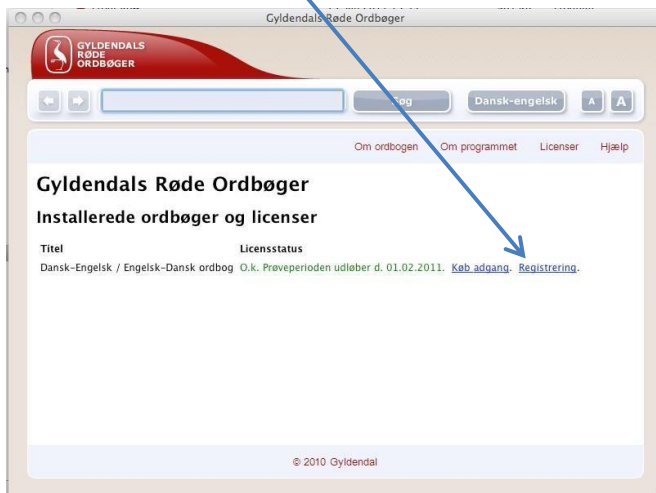 Gyldendals Røde Ordbøger
GYLDENDALS
RØDE
ORDBØGER
Søg
Dansk-engelsk
A
A
Om ordbogen Om programmet Licenser Hjælp
Gyldendals Røde Ordbøger
Installerede ordbøger og licenser
Titel Licensstatus
Dansk-Engelsk / Engelsk-Dansk ordbog O.k. Prøveperioden udløber d. 01.02.2011. Køb adgang. Registrering.
© 2010 Gyldendal